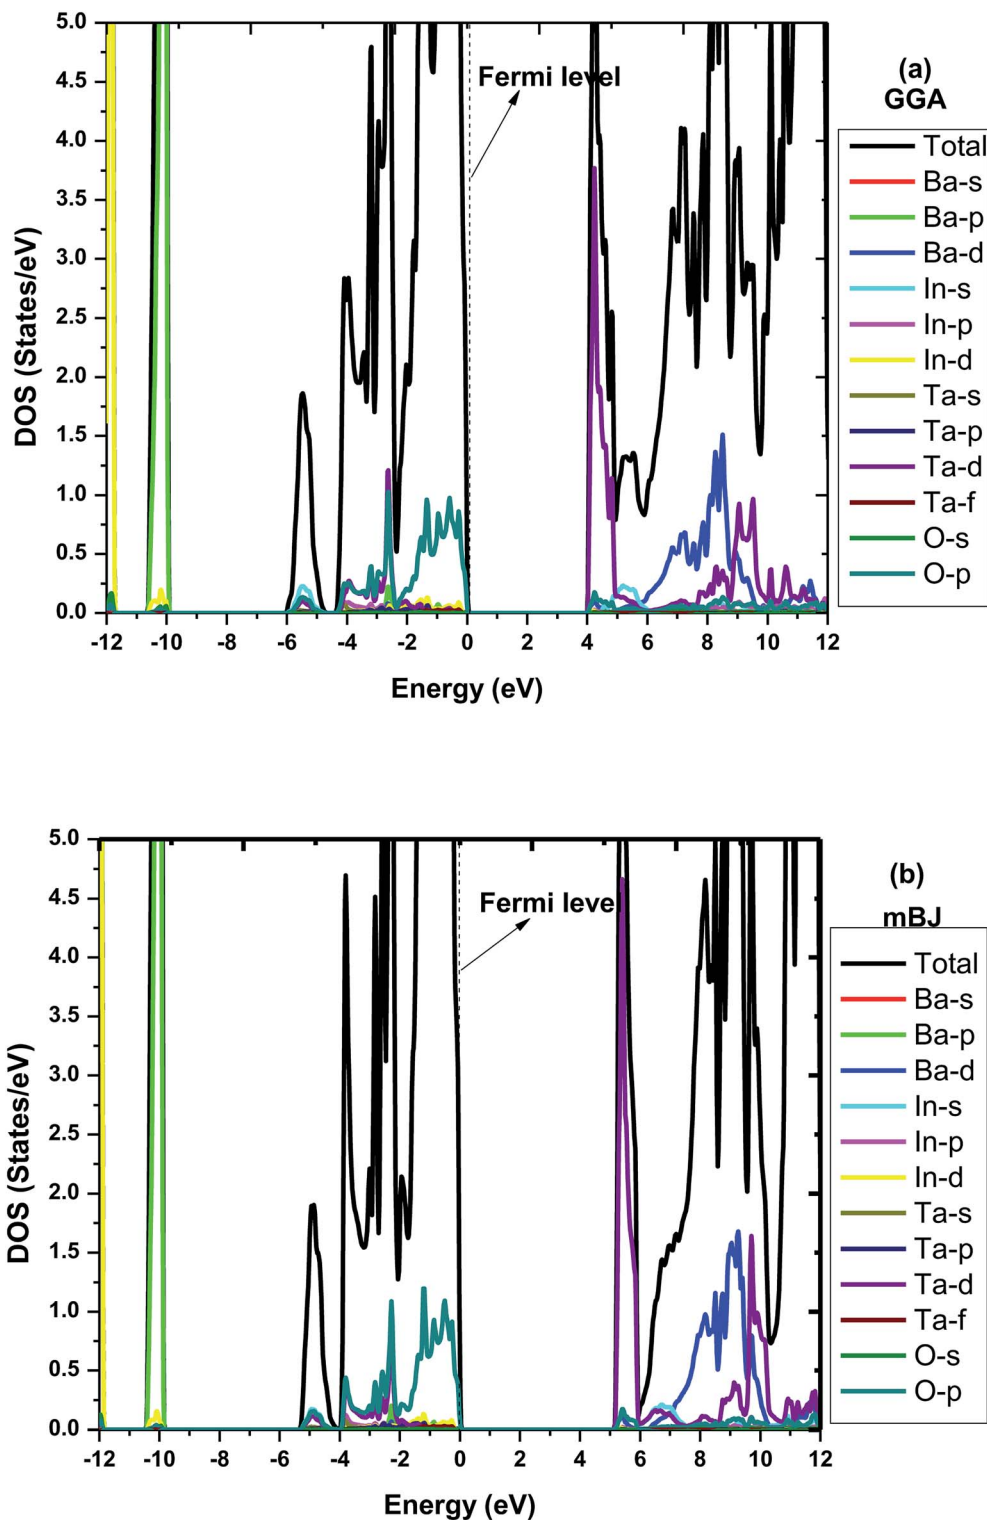 5.0
4.5
4.0
3.5
3.0
2.5
2.0
1.5
1.0
0.5
0.0
DOS (States/eV)
Fermi level
-12 -10 -8 -6 -4 -2 0 2 4 6 8 10 12
Energy (eV)
(a)
GGA
Total
Ba-s
Ba-p
Ba-d
In-s
In-p
In-d
Ta-s
Ta-p
Ta-d
Ta-f
O-s
O-p
5.0
4.5
4.0
3.5
3.0
2.5
2.0
1.5
1.0
0.5
0.0
DOS (States/eV)
Fermi level
-12 -10 -8 -6 -4 -2 0 2 4 6 8 10 12
Energy (eV)
(b)
mBJ
Total
Ba-s
Ba-p
Ba-d
In-s
In-p
In-d
Ta-s
Ta-p
Ta-d
Ta-f
O-s
O-p